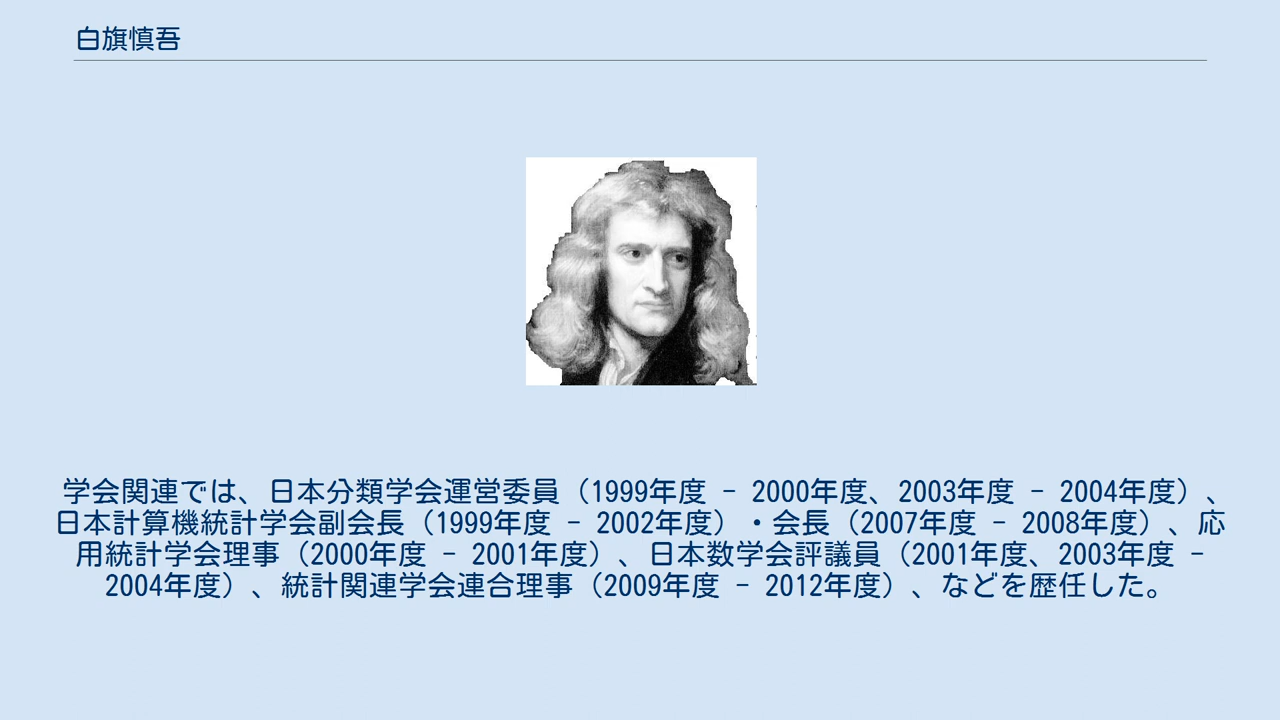 白旗慎吾
学会関連では、日本分類学会運営委員（1999年度 - 2000年度、2003年度 - 2004年度）、
日本計算機統計学会副会長（1999年度 - 2002年度）・会長（2007年度 - 2008年度）、応
用統計学会理事（2000年度 - 2001年度）、日本数学会評議員（2001年度、2003年度 -
2004年度）、統計関連学会連合理事（2009年度 - 2012年度）、などを歴任した。